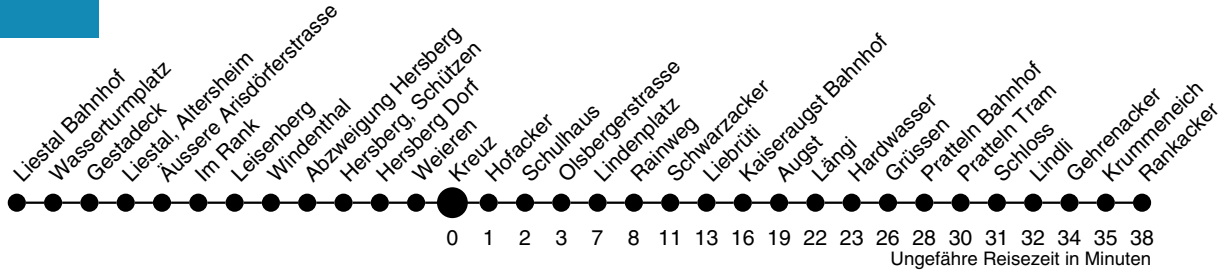 Liestal Bahnhof
Wasserturmplatz
Gestadeck
Liestal, Altersheim
Äussere Arisdörferstrasse
Im Rank
Leisenberg
Windenthal
Abzweigung Hersberg
Hersberg, Schützen
Hersberg Dorf
Weieren
Kreuz
Hofacker
Schulhaus
Olsbergerstrasse
Lindenplatz
Rainweg
Schwarzacker
Liebrüti
Kaiseraugst Bahnhof
Augst
Längi
Hardwasser
Grüssen
Pratteln Bahnhof
Pratteln Tram
Schloss
Lindli
Gehrenacker
Krummeneich
Rankacker
0 1 2 3 7 8 11 13 16 19 22 23 26 28 30 31 32 34 35 38
Ungefähre Reisezeit in Minuten